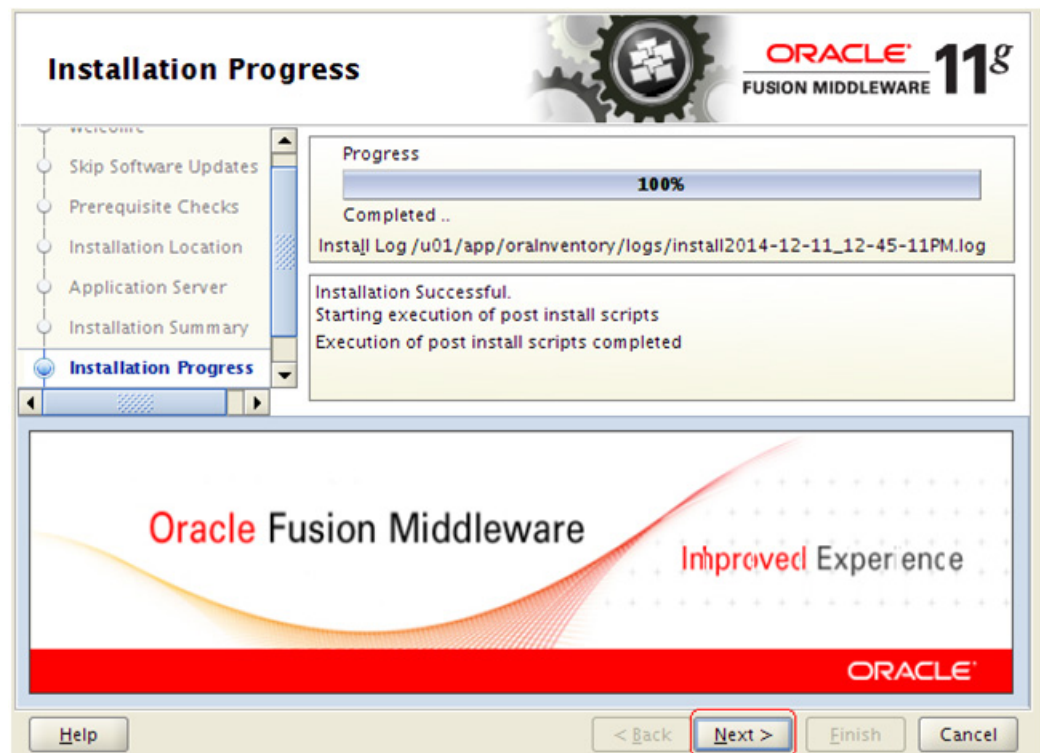 Installation Progress
ORACLE 11g
FUSION MIDDLEWARE
Welcome
Skip Software Updates
Prerequisite Checks
Installation Location
Application Server
Installation Summary
Installation Progress
Progress
100%
Completed ..
Install Log /u01/app/oraInventory/logs/install2014-12-11_12-45-11PM.log
Installation Successful.
Starting execution of post install scripts
Execution of post install scripts completed
Oracle Fusion Middleware
Improved Experience
ORACLE
Help
< Back
Next >
Finish
Cancel